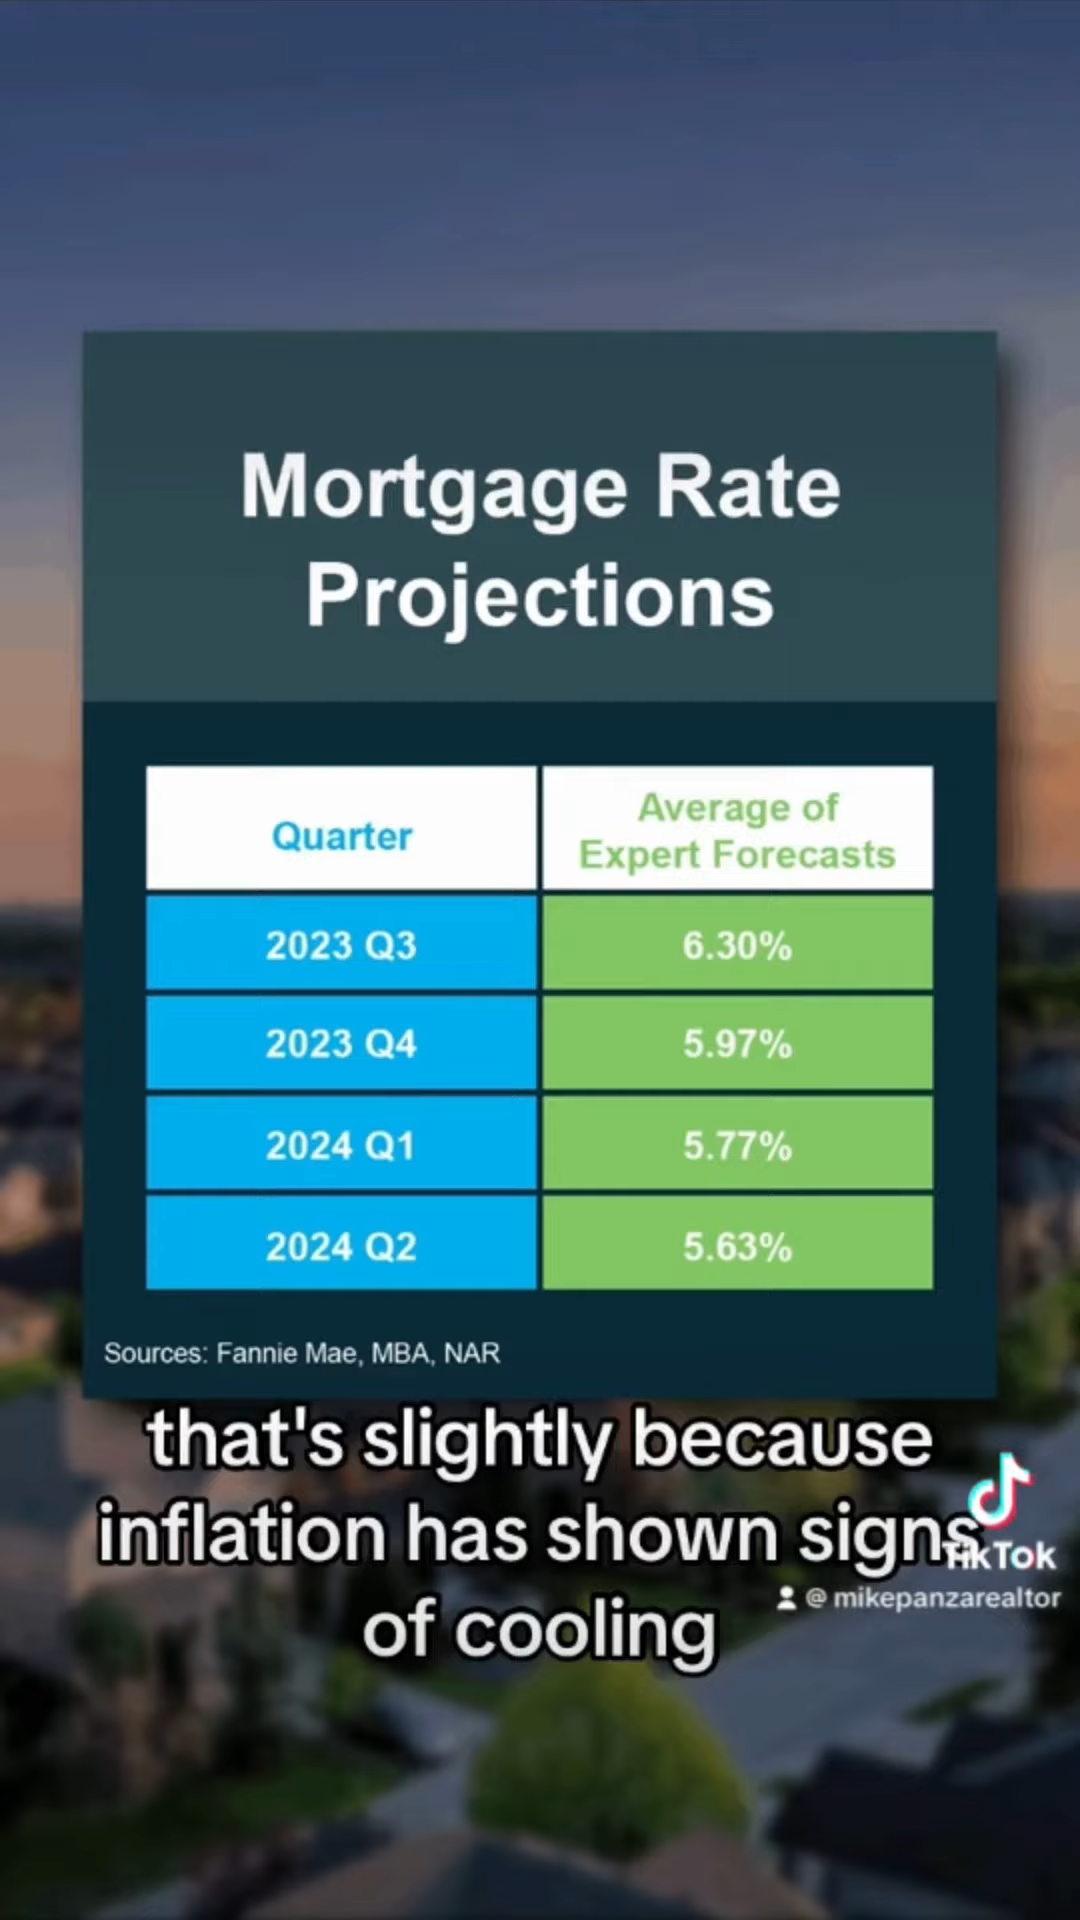 Mortgage Rate
Projections
Quarter
Average of
Expert Forecasts
2023 Q3
6.30%
2023 Q4
5.97%
2024 Q1
5.77%
2024 Q2
5.63%
Sources: Fannie Mae, MBA, NAR
that's slightly because
inflation has shown signs
of cooling
TikTok
@mikepanzarealtor